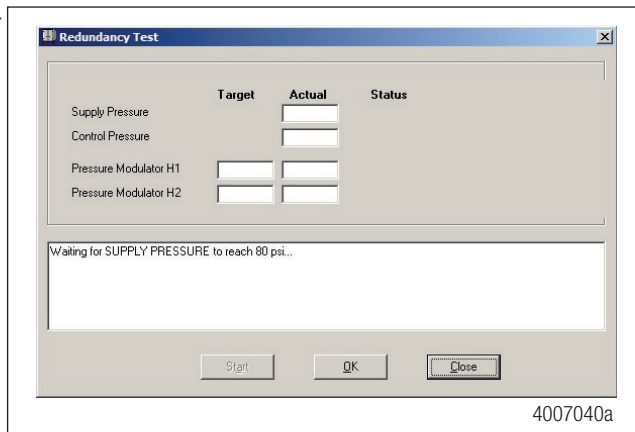 Redundancy Test
Target Actual Status
Supply Pressure
Control Pressure
Pressure Modulator H1
Pressure Modulator H2
Waiting for SUPPLY PRESSURE to reach 80 psi...
Start OK Close
4007040a